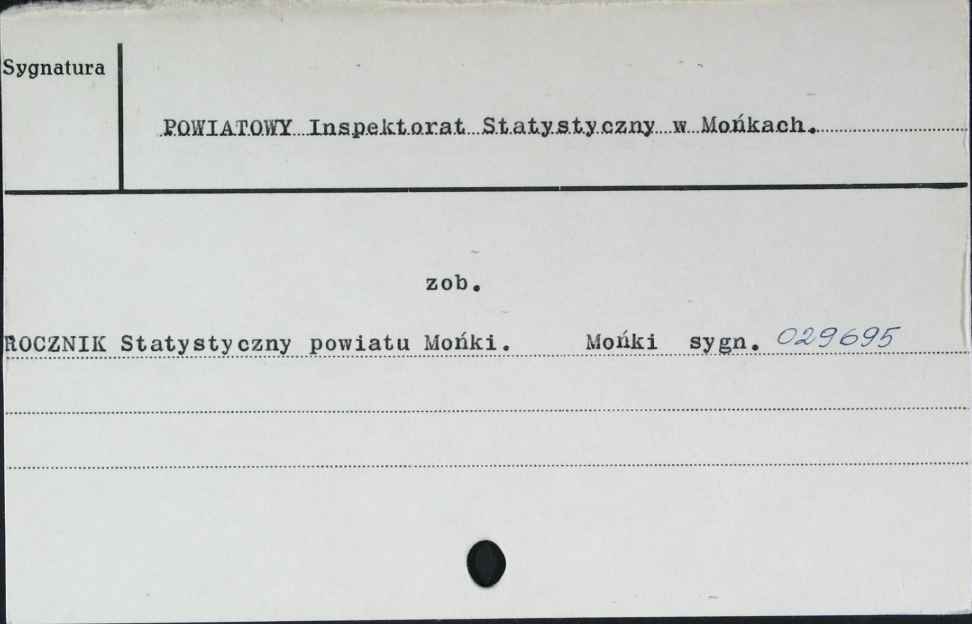 Sygnatura
POWIATOWY Inspektorat Statystyczny w Mońkach.
zob.
ROCZNIK Statystyczny powiatu Mońki. Mońki sygn. 029695